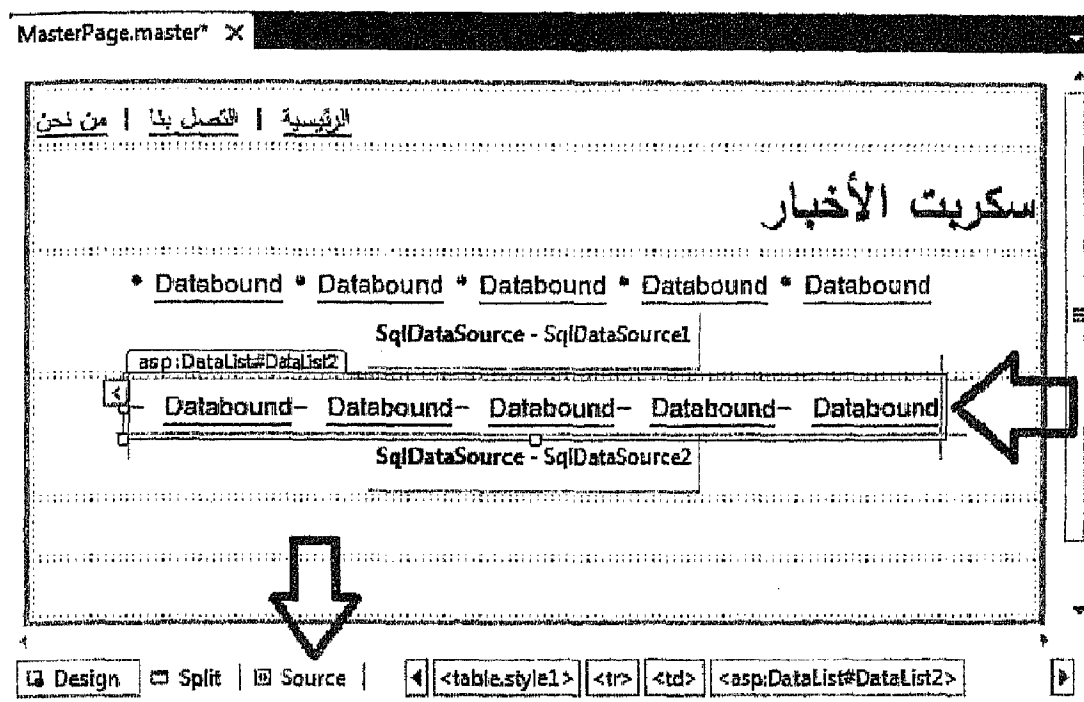 MasterPage.master* ✕
الرئيسية | التصل بنا | من نحن
سكربت الأخبار
* Databound * Databound * Databound * Databound * Databound
SqlDataSource - SqlDataSource1
asp:DataList#DataList2
- Databound- Databound- Databound- Databound- Databound
SqlDataSource - SqlDataSource2
Design Split | Source | <table.style1> <tr> <td> <asp:DataList#DataList2>